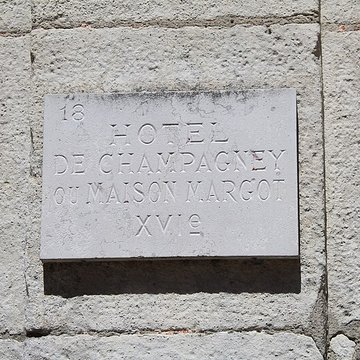 18
HOTEL
DE CHAMPAGNEY
OU MAISON MARGOT
XVIe